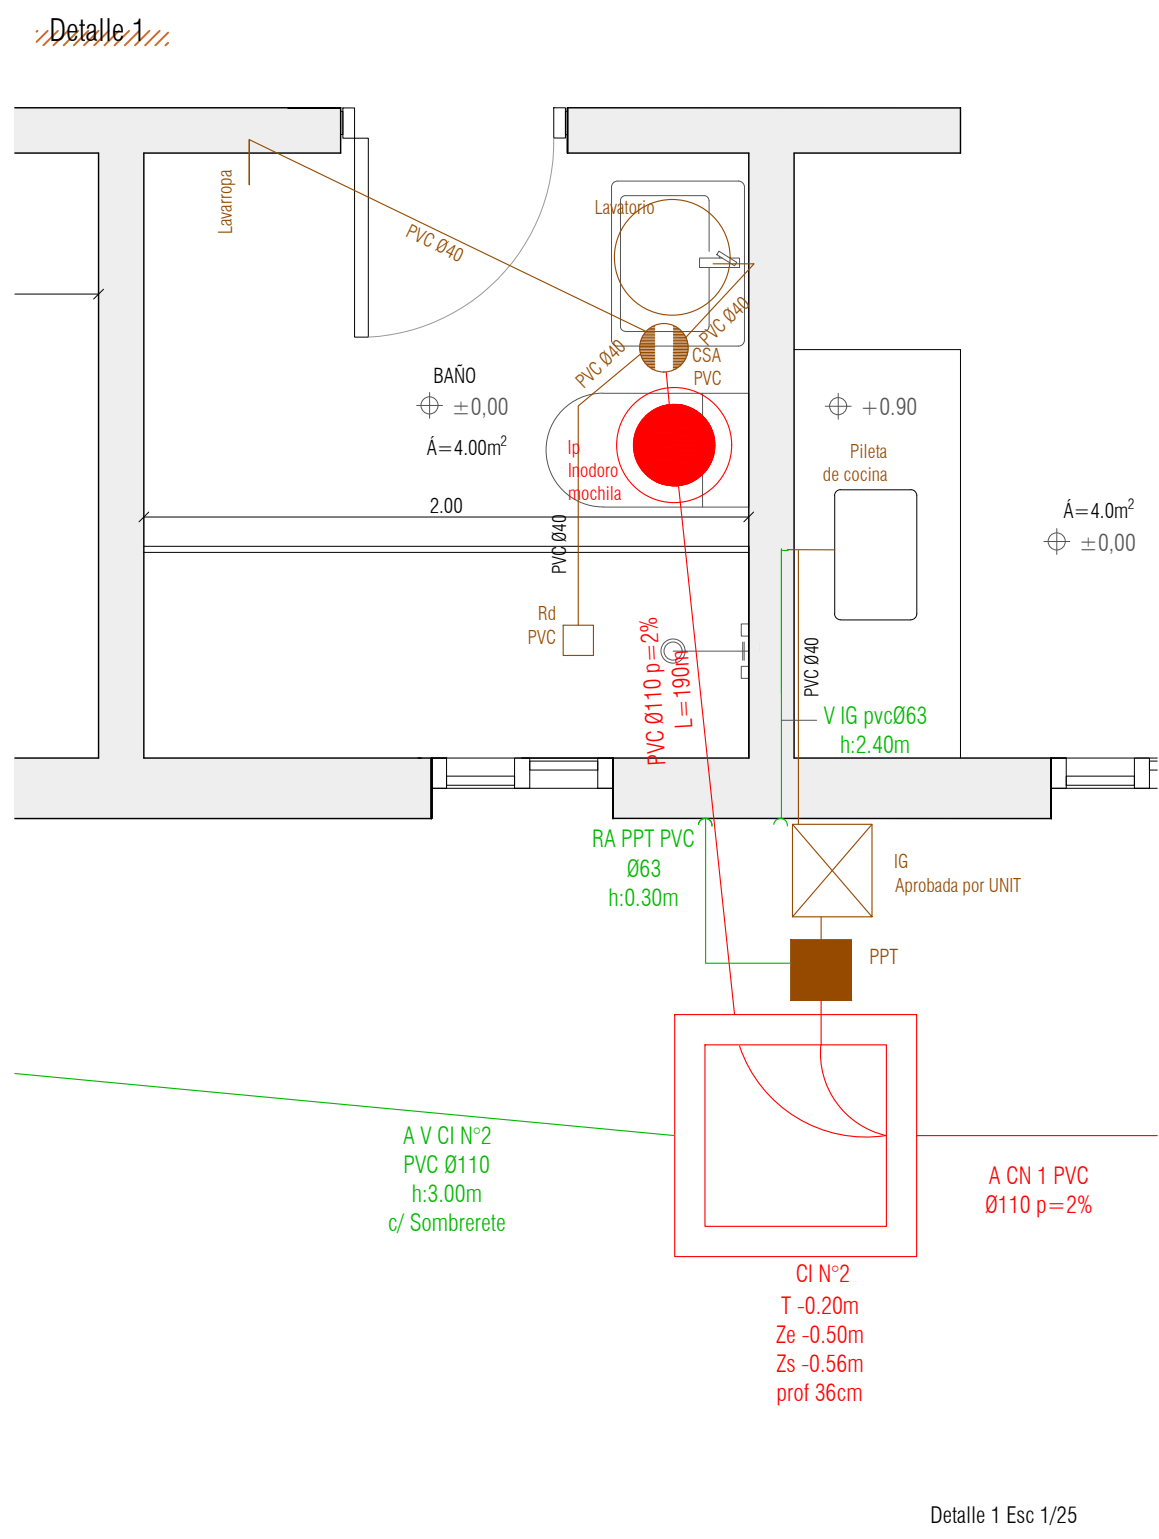 Detalle 1
Lavarropa
PVC Ø40
Lavatorio
PVC Ø40
PVC Ø40
CSA
PVC
BAÑO
±0,00
Á=4.00m²
+0.90
Pileta
de cocina
Ip
Inodoro
mochila
2.00
Á=4.0m²
±0,00
PVC Ø40
Rd
PVC
PVC Ø110 p=2%
L=190m
PVC Ø40
V IG pvcØ63
h:2.40m
RA PPT PVC
Ø63
h:0.30m
IG
Aprobada por UNIT
PPT
A V CI N°2
PVC Ø110
h:3.00m
c/ Sombrerete
A CN 1 PVC
Ø110 p=2%
CI N°2
T -0.20m
Ze -0.50m
Zs -0.56m
prof 36cm
Detalle 1 Esc 1/25